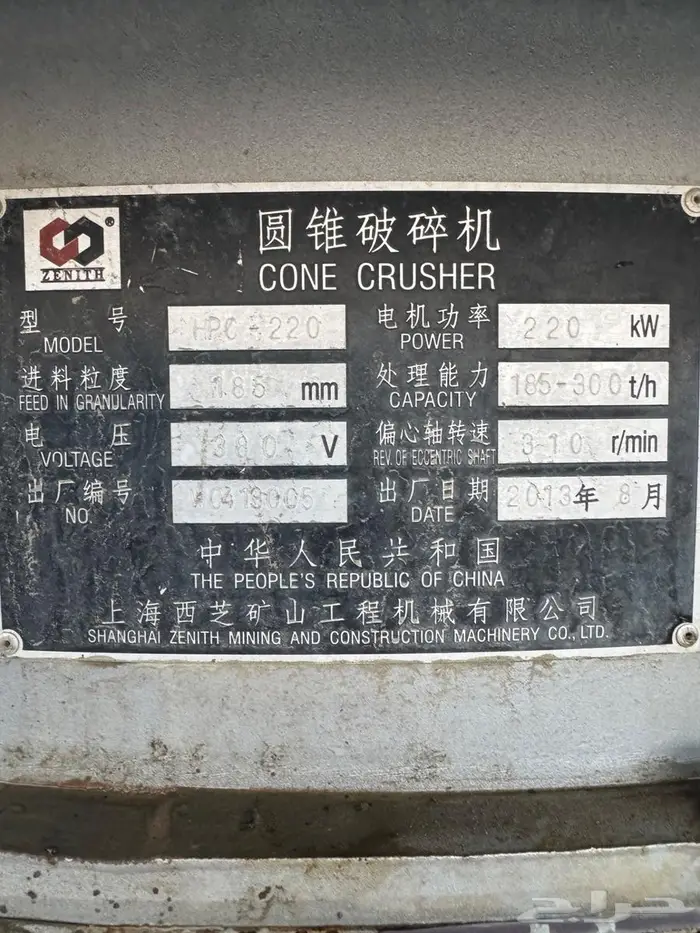 ZENITH ®
圆锥破碎机
CONE CRUSHER
型 号 HPC-220 电机功率 220 kW
MODEL POWER
进料粒度 185 mm 处理能力 185-300 t/h
FEED IN GRANULARITY CAPACITY
电 压 380 V 偏心轴转速 310 r/min
VOLTAGE REV. OF ECCENTRIC SHAFT
出厂编号 出厂日期 2013年 8月
NO. DATE
中华人民共和国
THE PEOPLE'S REPUBLIC OF CHINA
上海西芝矿山工程机械有限公司
SHANGHAI ZENITH MINING AND CONSTRUCTION MACHINERY CO., LTD.
حراج